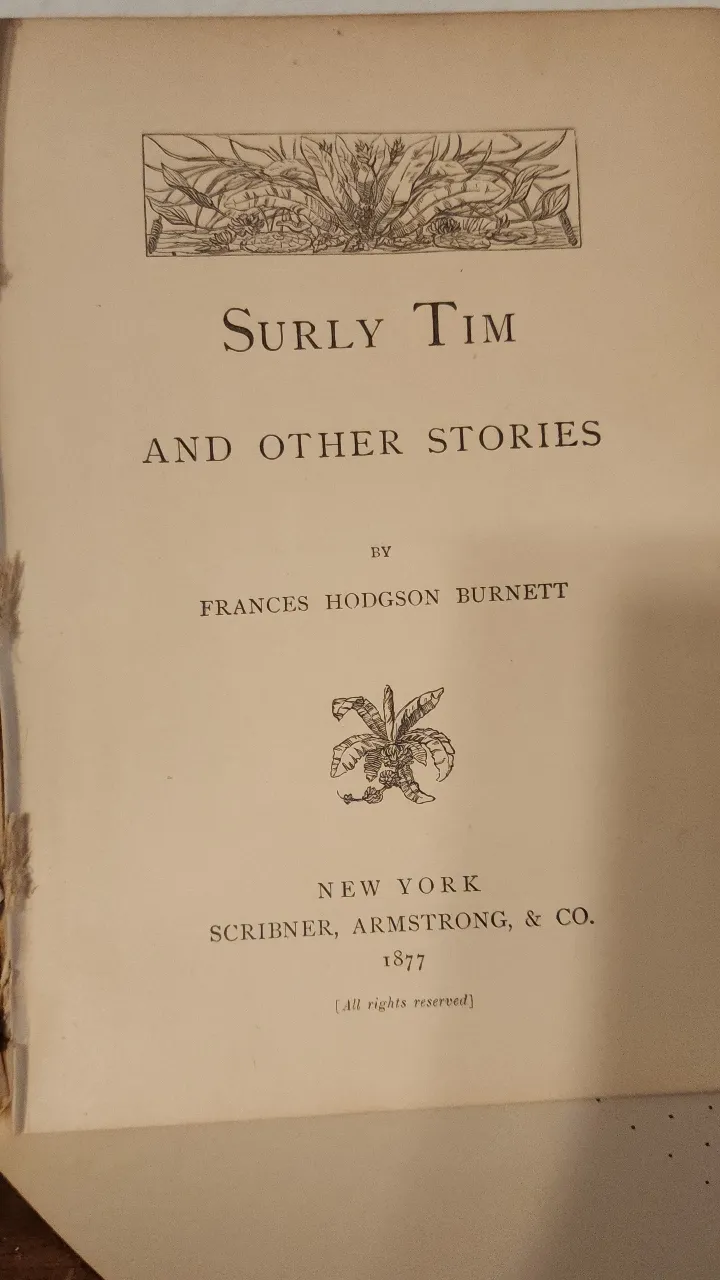 SURLY TIM
AND OTHER STORIES
BY
FRANCES HODGSON BURNETT
NEW YORK
SCRIBNER, ARMSTRONG, & CO.
1877
[All rights reserved]